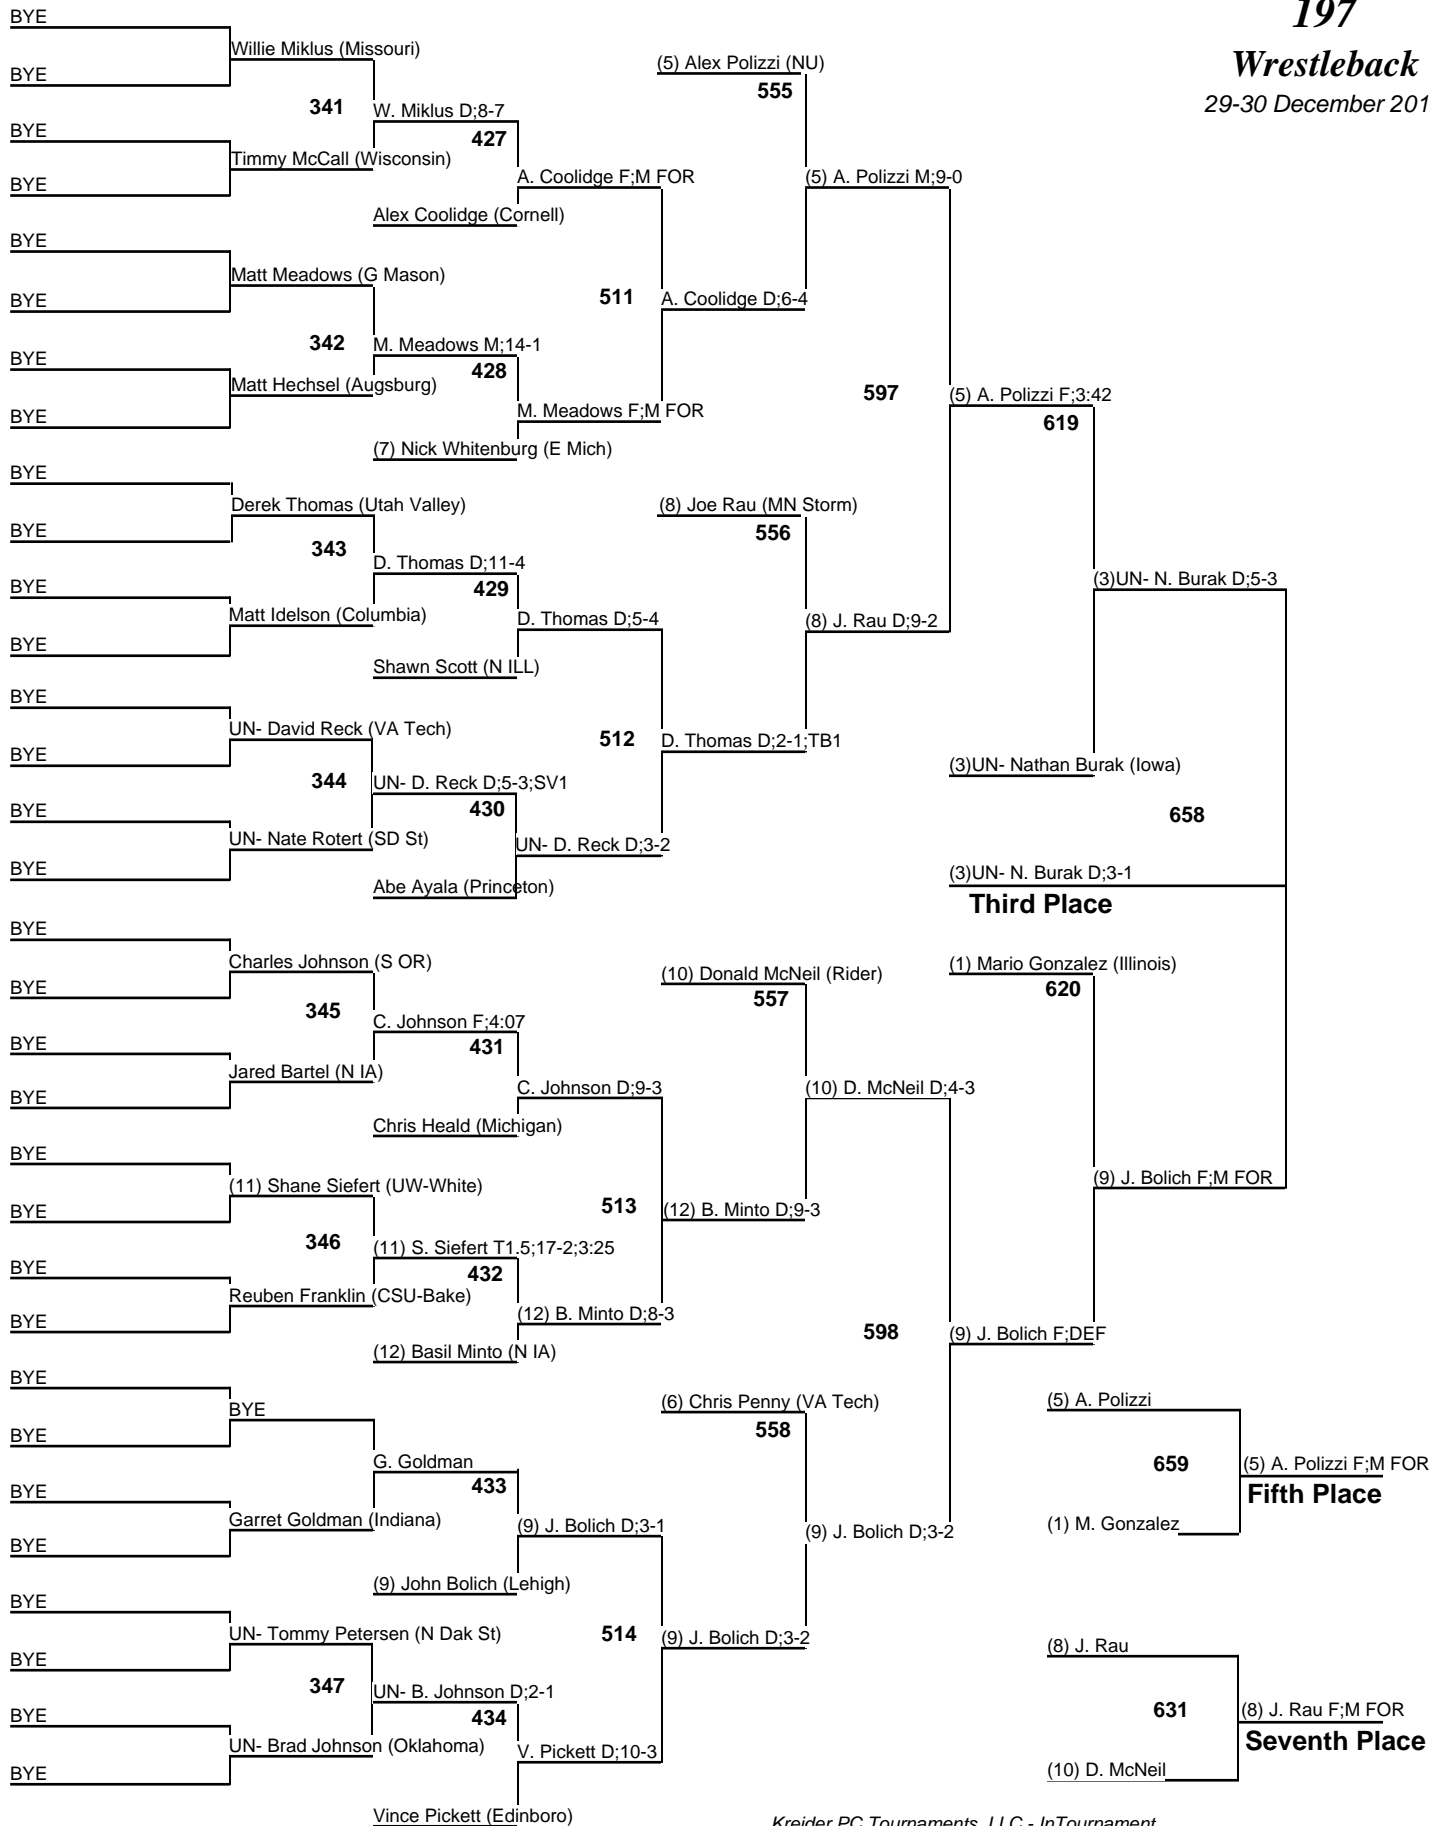 197
Wrestleback
29-30 December 201
BYE
Willie Miklus (Missouri)
(5) Alex Polizzi (NU)
BYE
555
341
W. Miklus D;8-7
BYE
427
Timmy McCall (Wisconsin)
A. Coolidge F;M FOR
(5) A. Polizzi M;9-0
BYE
Alex Coolidge (Cornell)
BYE
Matt Meadows (G Mason)
BYE
511
A. Coolidge D;6-4
342
M. Meadows M;14-1
BYE
428
Matt Hechsel (Augsburg)
597
(5) A. Polizzi F;3:42
BYE
M. Meadows F;M FOR
619
(7) Nick Whitenburg (E Mich)
BYE
Derek Thomas (Utah Valley)
(8) Joe Rau (MN Storm)
BYE
556
343
D. Thomas D;11-4
(3)UN- N. Burak D;5-3
BYE
429
Matt Idelson (Columbia)
D. Thomas D;5-4
(8) J. Rau D;9-2
BYE
Shawn Scott (N ILL)
BYE
UN- David Reck (VA Tech)
512
D. Thomas D;2-1;TB1
BYE
(3)UN- Nathan Burak (Iowa)
344
UN- D. Reck D;5-3;SV1
BYE
430
658
UN- Nate Rotert (SD St)
UN- D. Reck D;3-2
BYE
Abe Ayala (Princeton)
(3)UN- N. Burak D;3-1
Third Place
BYE
Charles Johnson (S OR)
(10) Donald McNeil (Rider)
(1) Mario Gonzalez (Illinois)
BYE
557
620
345
C. Johnson F;4:07
BYE
431
Jared Bartel (N IA)
C. Johnson D;9-3
(10) D. McNeil D;4-3
BYE
Chris Heald (Michigan)
BYE
(11) Shane Siefert (UW-White)
(9) J. Bolich F;M FOR
BYE
513
(12) B. Minto D;9-3
346
(11) S. Siefert T1.5;17-2;3:25
BYE
432
Reuben Franklin (CSU-Bake)
(12) B. Minto D;8-3
BYE
598
(9) J. Bolich F;DEF
(12) Basil Minto (N IA)
BYE
BYE
(6) Chris Penny (VA Tech)
(5) A. Polizzi
BYE
558
G. Goldman
659
(5) A. Polizzi F;M FOR
BYE
433
Fifth Place
Garret Goldman (Indiana)
(9) J. Bolich D;3-1
(9) J. Bolich D;3-2
(1) M. Gonzalez
BYE
(9) John Bolich (Lehigh)
BYE
UN- Tommy Petersen (N Dak St)
514
(9) J. Bolich D;3-2
(8) J. Rau
BYE
347
UN- B. Johnson D;2-1
BYE
434
631
(8) J. Rau F;M FOR
UN- Brad Johnson (Oklahoma)
V. Pickett D;10-3
Seventh Place
BYE
(10) D. McNeil
Vince Pickett (Edinboro)
Kreider PC Tournaments, LLC - InTournament